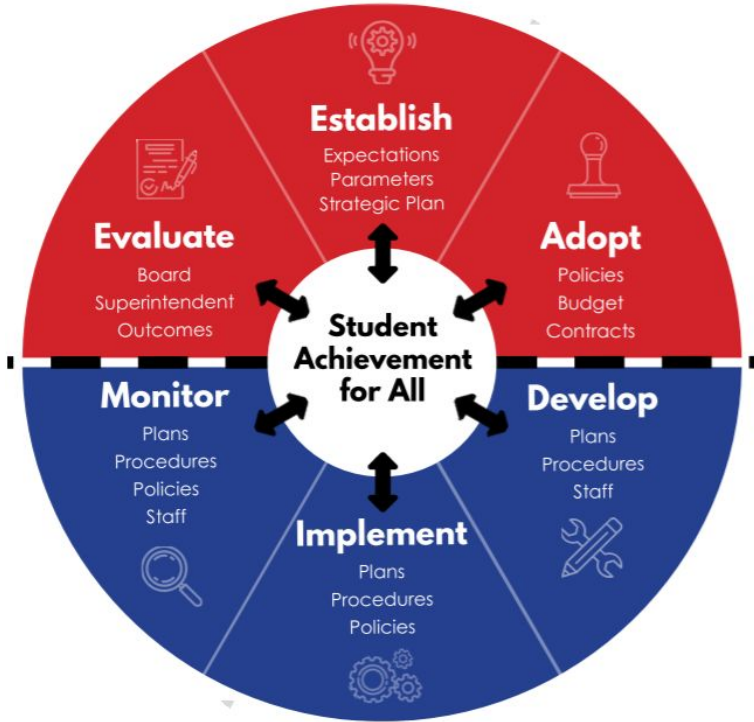 Establish
Expectations
Parameters
Strategic Plan
Adopt
Policies
Budget
Contracts
Develop
Plans
Procedures
Staff
Implement
Plans
Procedures
Policies
Monitor
Plans
Procedures
Policies
Staff
Evaluate
Board
Superintendent
Outcomes
Student
Achievement
for All